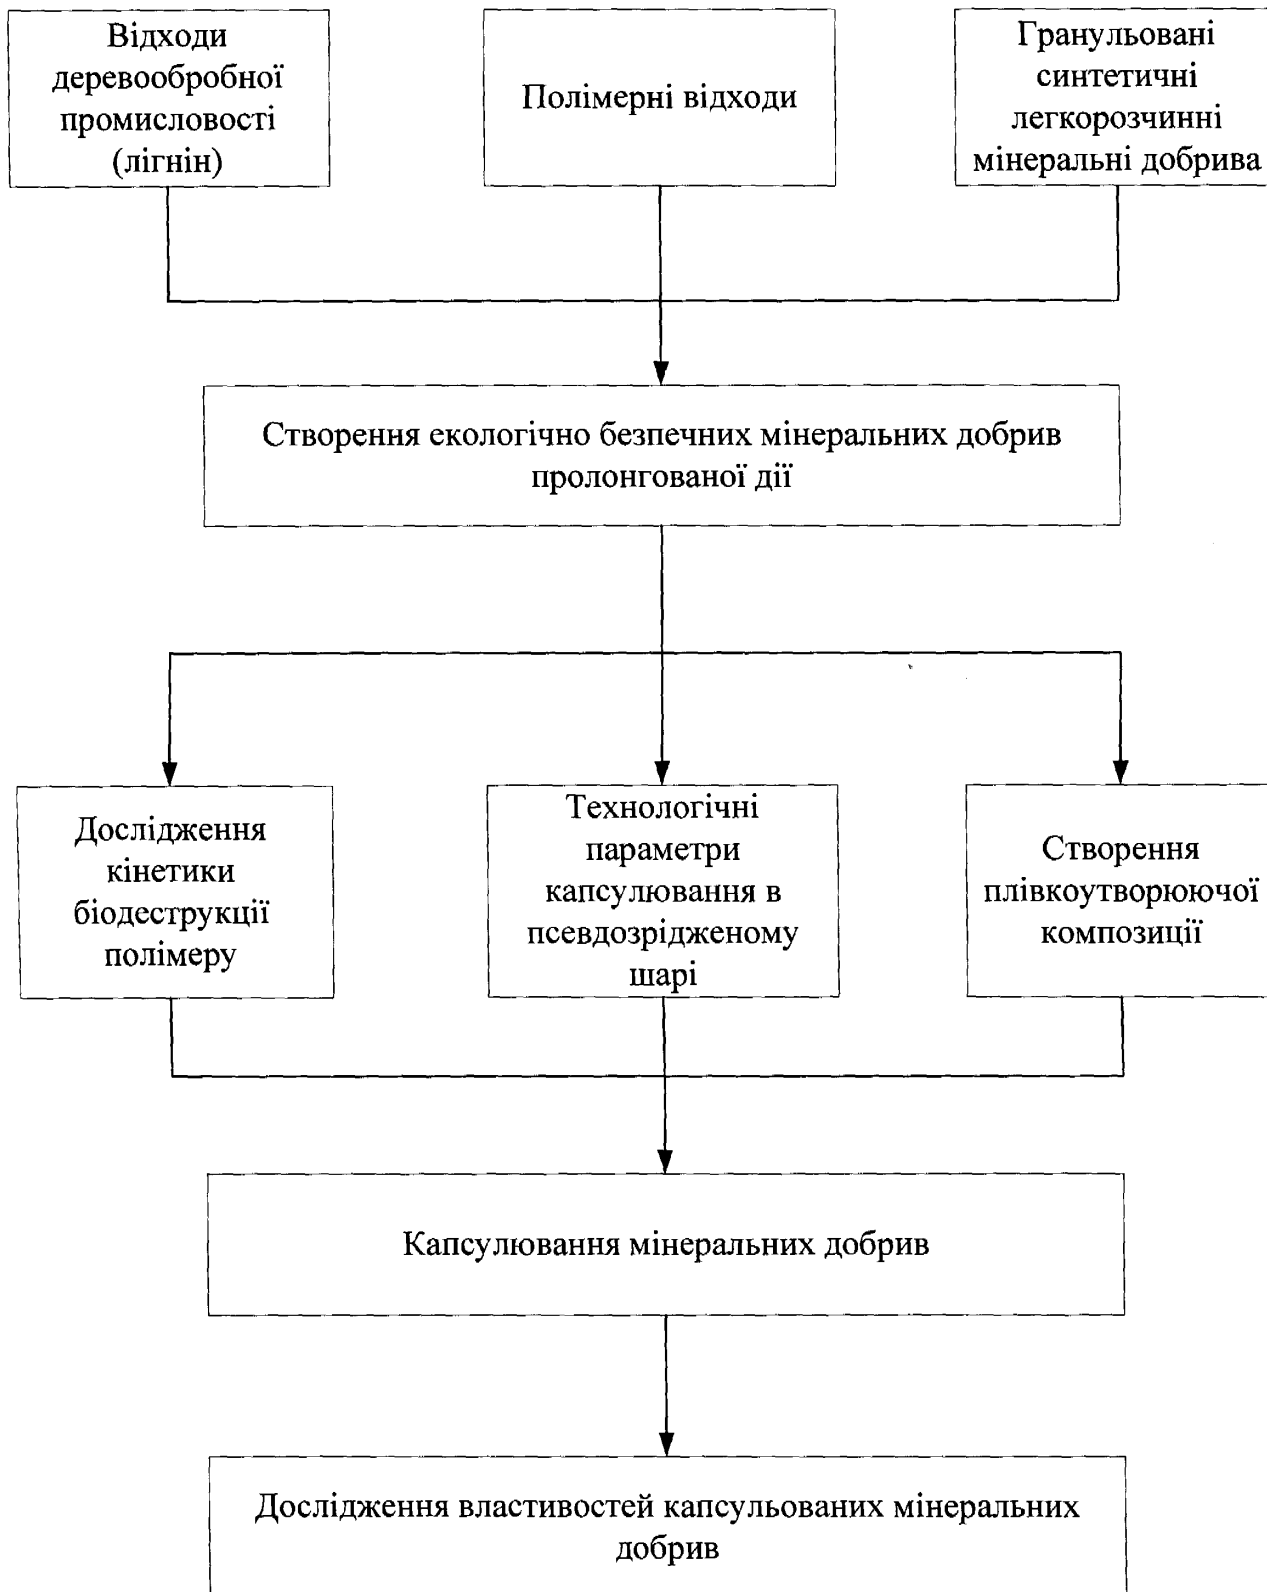 Відходи
деревообробної
промисловості
(лігнін)
Полімерні відходи
Гранульовані
синтетичні
легкорозчинні
мінеральні добрива
Створення екологічно безпечних мінеральних добрив
пролонгованої дії
Дослідження
кінетики
біодеструкції
полімеру
Технологічні
параметри
капсулювання в
псевдозрідженому
шарі
Створення
плівкоутворюючої
композиції
Капсулювання мінеральних добрив
Дослідження властивостей капсульованих мінеральних
добрив